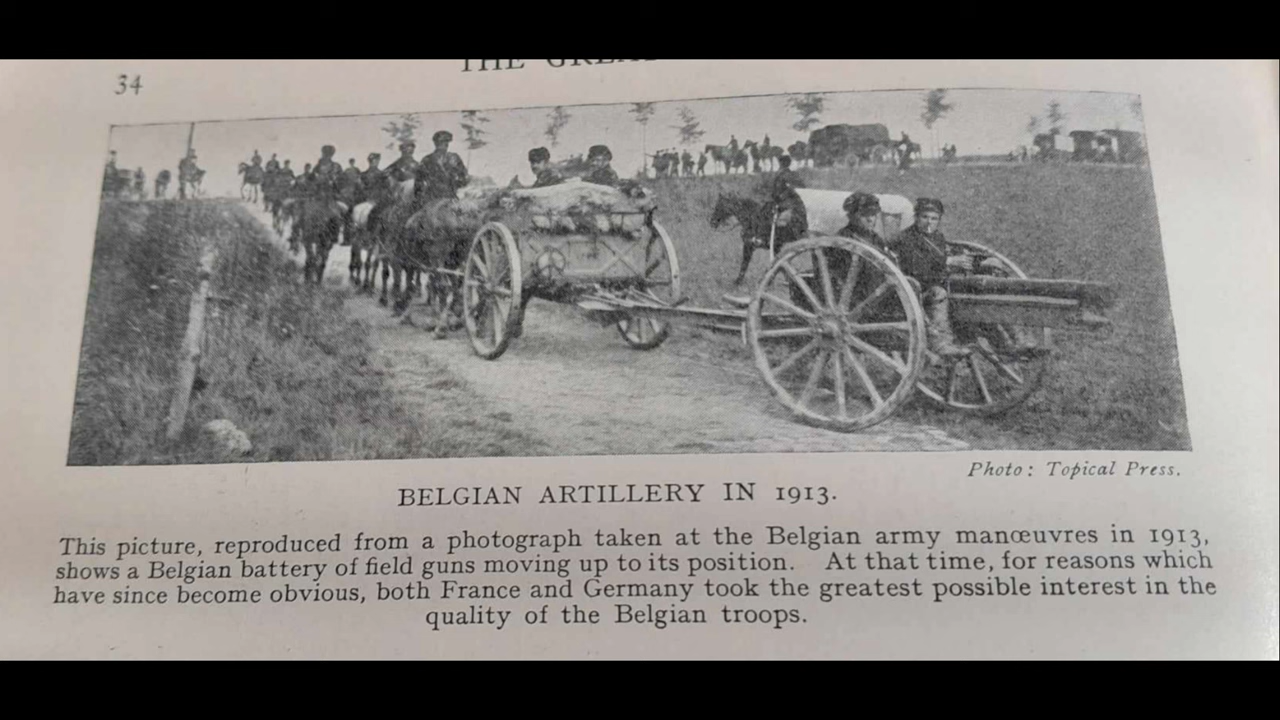 34
THE GREAT
Photo: Topical Press.
BELGIAN ARTILLERY IN 1913.
This picture, reproduced from a photograph taken at the Belgian army manœuvres in 1913,
shows a Belgian battery of field guns moving up to its position. At that time, for reasons which
have since become obvious, both France and Germany took the greatest possible interest in the
quality of the Belgian troops.